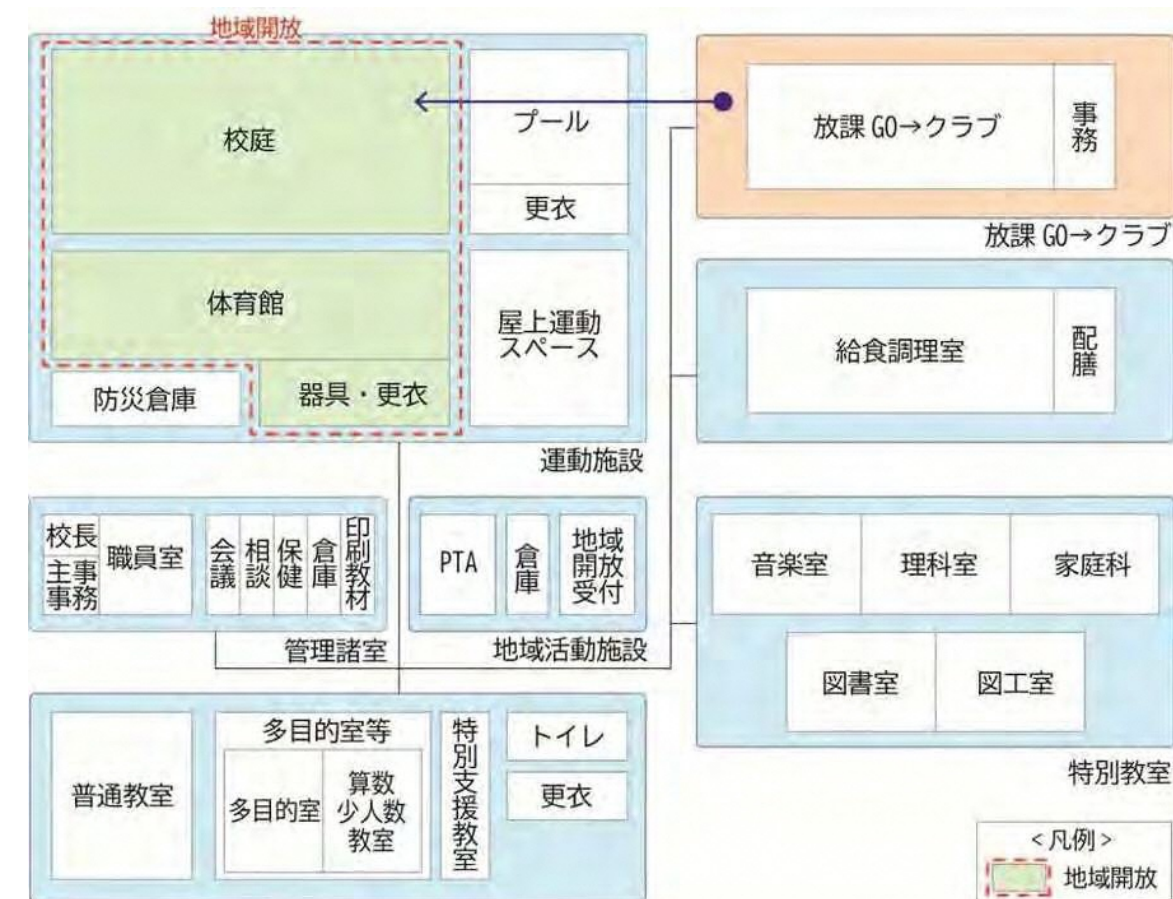 地域開放
校庭
体育館
防災倉庫
器具・更衣
プール
更衣
屋上運動
スペース
運動施設
放課GO→クラブ
事務
放課GO→クラブ
給食調理室
配膳
校長
主事
事務
職員室
会議
相談
保健
倉庫
印刷教材
管理諸室
PTA
倉庫
地域
開放
受付
地域活動施設
音楽室
理科室
家庭科
図書室
図工室
特別教室
普通教室
多目的室等
多目的室
算数
少人数
教室
特別支援教室
トイレ
更衣
<凡例>
地域開放